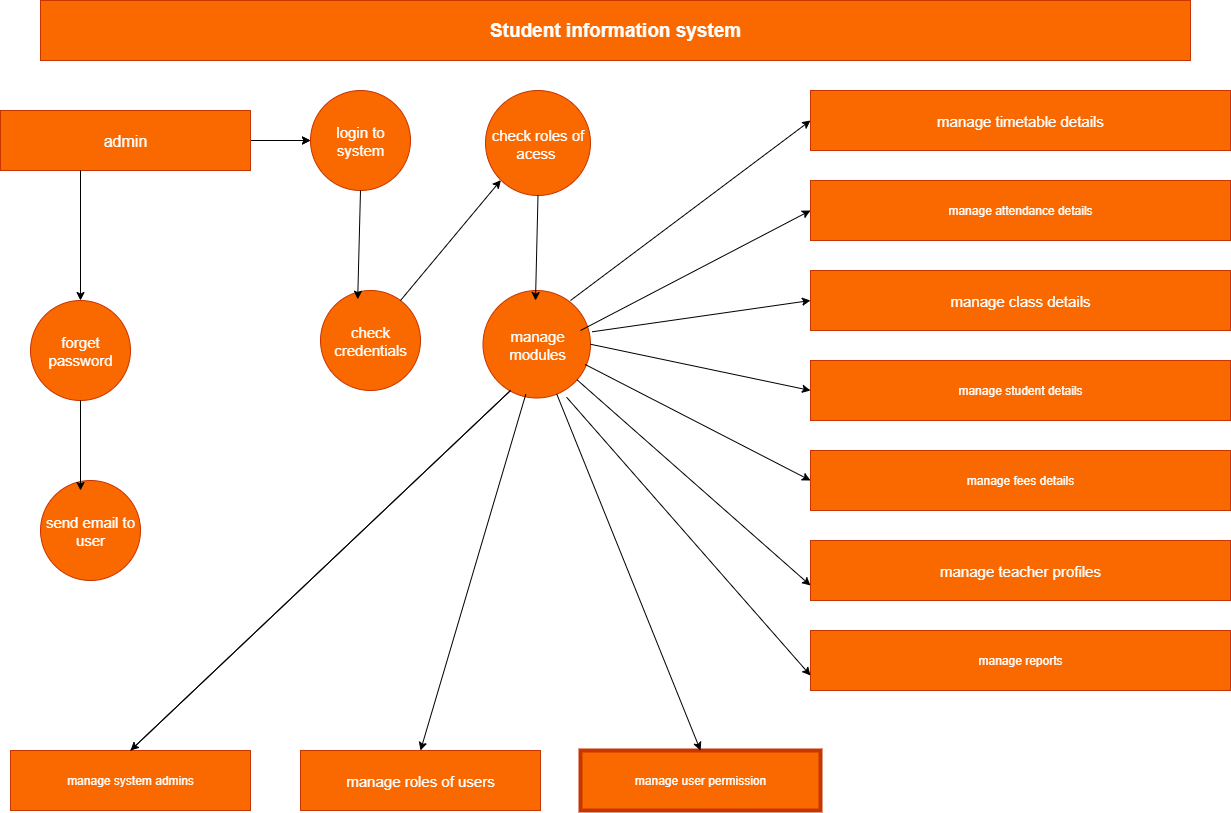 Student information system
admin
login to
system
check roles of
acess
manage timetable details
manage attendance details
manage class details
forget
password
check
credentials
manage
modules
manage student details
manage fees details
send email to
user
manage teacher profiles
manage reports
manage system admins
manage roles of users
manage user permission